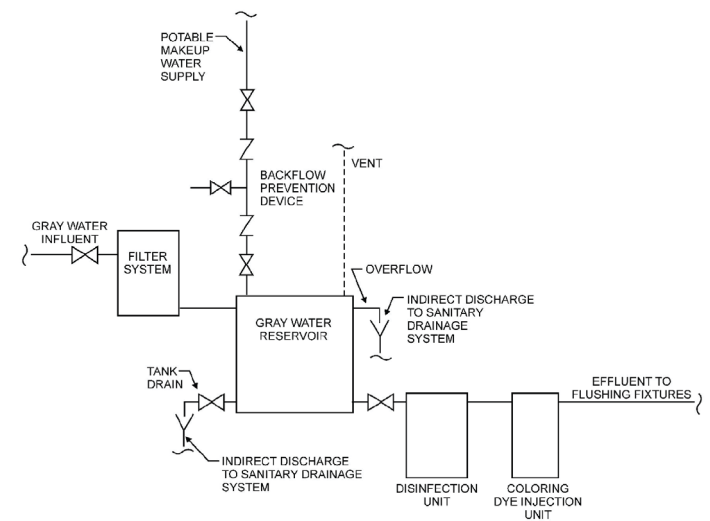 POTABLE
MAKEUP
WATER
SUPPLY
VENT
BACKFLOW
PREVENTION
DEVICE
GRAY WATER
INFLUENT
FILTER
SYSTEM
OVERFLOW
INDIRECT DISCHARGE
TO SANITARY
DRAINAGE
SYSTEM
GRAY WATER
RESERVOIR
TANK
DRAIN
EFFLUENT TO
FLUSHING FIXTURES
INDIRECT DISCHARGE
TO SANITARY DRAINAGE
SYSTEM
DISINFECTION
UNIT
COLORING
DYE INJECTION
UNIT